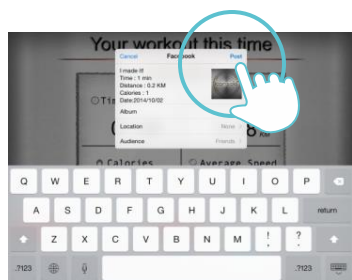 Your workout this time
Cancel Facebook Post
I made it!
Time : 1 min
Distance : 0.2 KM
Calories : 1
Date:2014/10/02
Album
Location None
Audience Friends
Calories Average Speed
Q W E R T Y U I O P
A S D F G H J K L return
Z X C V B N M ! , ? .
.?123 .?123